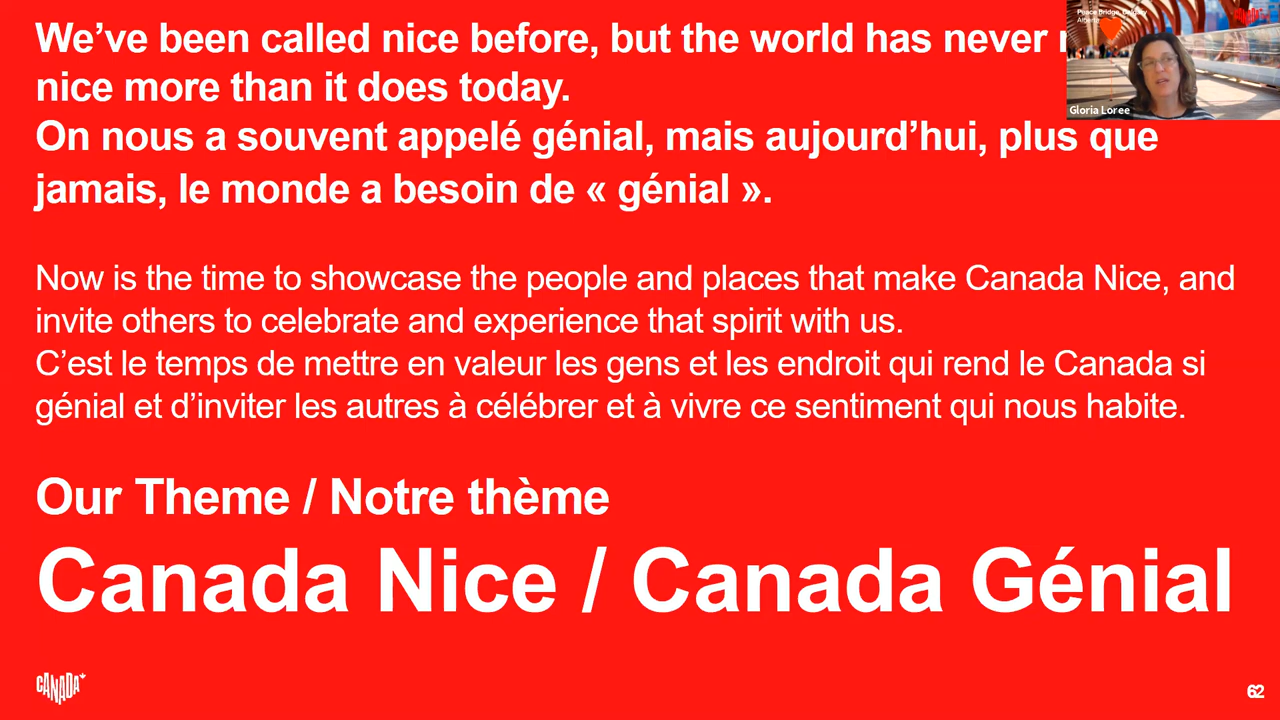 We’ve been called nice before, but the world has never
nice more than it does today.
On nous a souvent appelé génial, mais aujourd’hui, plus que
jamais, le monde a besoin de « génial ».
Now is the time to showcase the people and places that make Canada Nice, and
invite others to celebrate and experience that spirit with us.
C’est le temps de mettre en valeur les gens et les endroit qui rend le Canada si
génial et d’inviter les autres à célébrer et à vivre ce sentiment qui nous habite.
Our Theme / Notre thème
Canada Nice / Canada Génial
CANADA
62
Alberta
CANADA
Gloria Loree